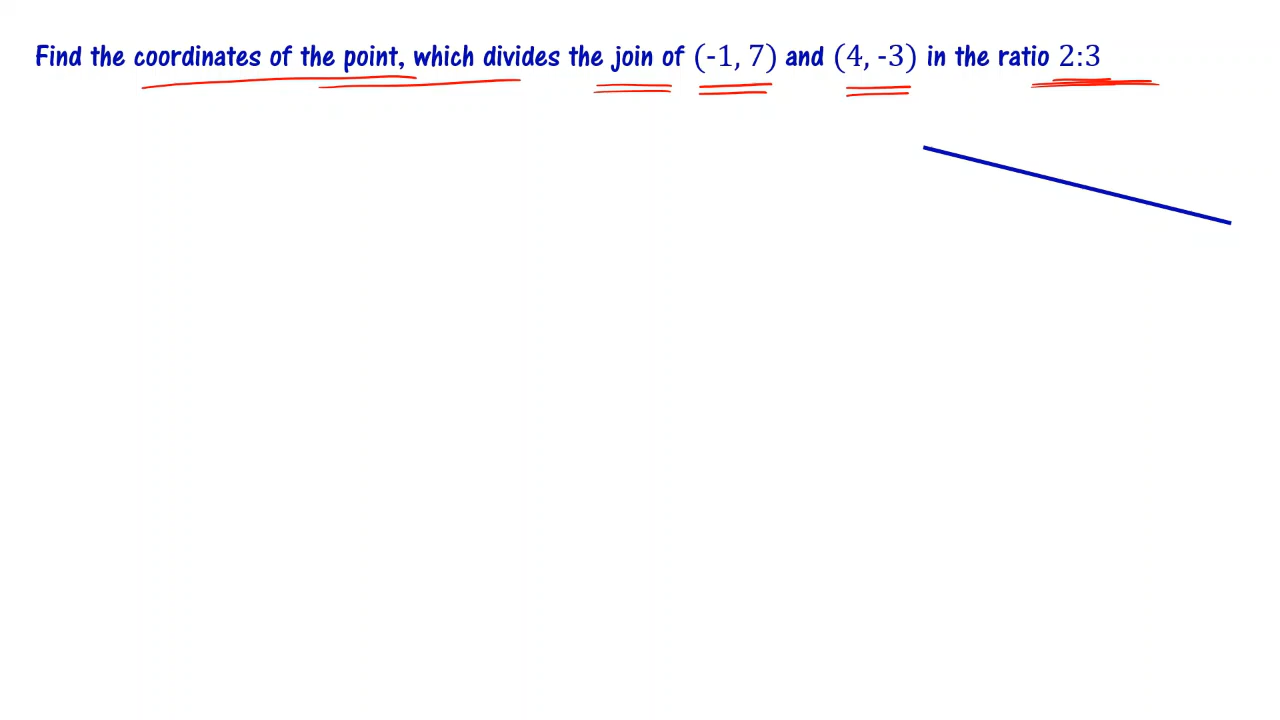 Find the coordinates of the point, which divides the join of (-1, 7) and (4, -3) in the ratio 2:3